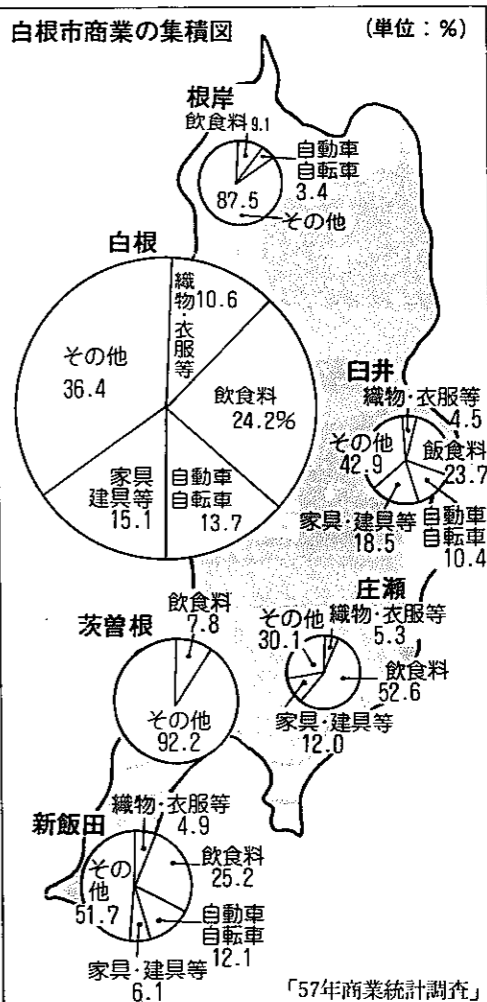 白根市商業の集積図 (単位：%)
根岸
飲食料9.1
自動車
自転車
3.4
87.5
その他
白根
織物・衣服等
10.6
その他
36.4
飲食料
24.2%
家具
建具等
15.1
自動車
自転車
13.7
臼井
織物・衣服等
4.5
その他
42.9
飯食料
23.7
家具・建具等
18.5
自動車
自転車
10.4
庄瀬
その他
30.1
織物・衣服等
5.3
飲食料
52.6
家具・建具等
12.0
茨曽根
飲食料
7.8
その他
92.2
新飯田
織物・衣服等
4.9
その他
51.7
飲食料
25.2
自動車
自転車
12.1
家具・建具等
6.1
「57年商業統計調査」